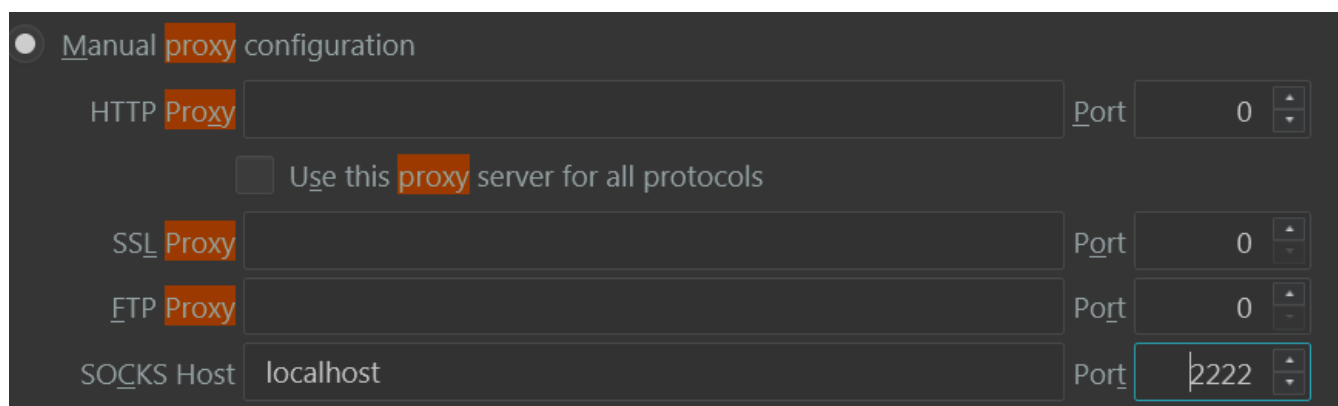 Manual proxy configuration
HTTP Proxy Port 0
Use this proxy server for all protocols
SSL Proxy Port 0
FTP Proxy Port 0
SOCKS Host localhost Port 2222